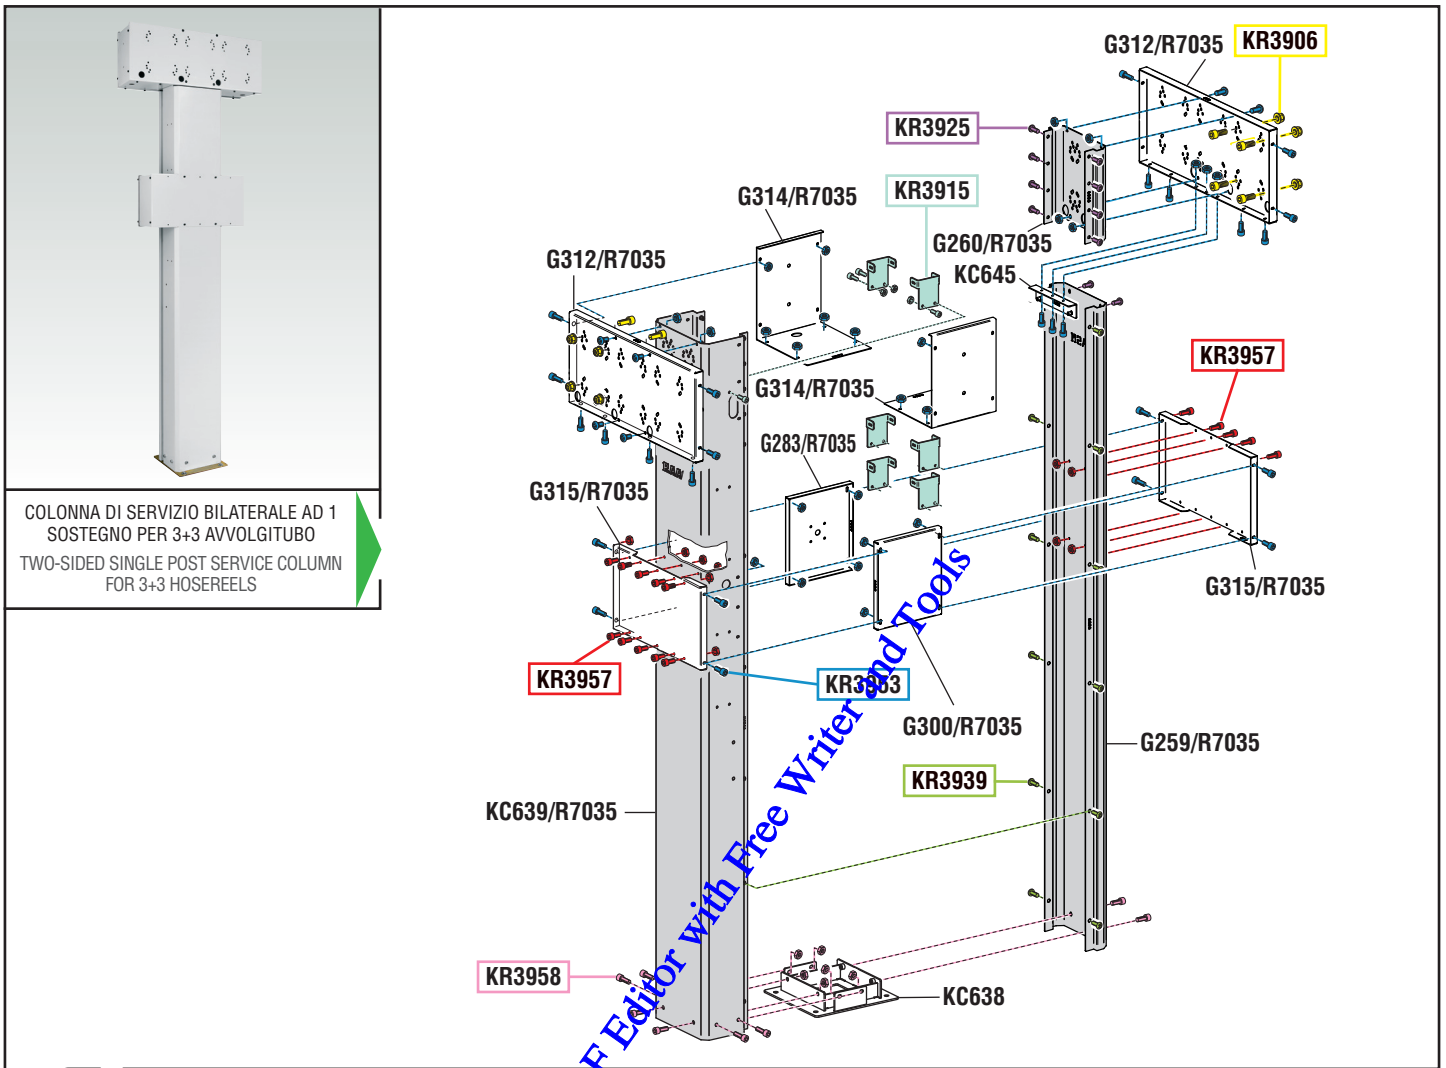 G312/R7035
KR3906
KR3925
G314/R7035
KR3915
G260/R7035
G312/R7035
KC645
KR3957
G314/R7035
G283/R7035
G315/R7035
COLONNA DI SERVIZIO BILATERALE AD 1
SOSTEGNO PER 3+3 AVVOLGITUBO
TWO-SIDED SINGLE POST SERVICE COLUMN
FOR 3+3 HOSEREELS
G315/R7035
KR3957
G300/R7035
G259/R7035
KR3939
KC639/R7035
KR3958
KC638
Editor with Free Writer and Tools